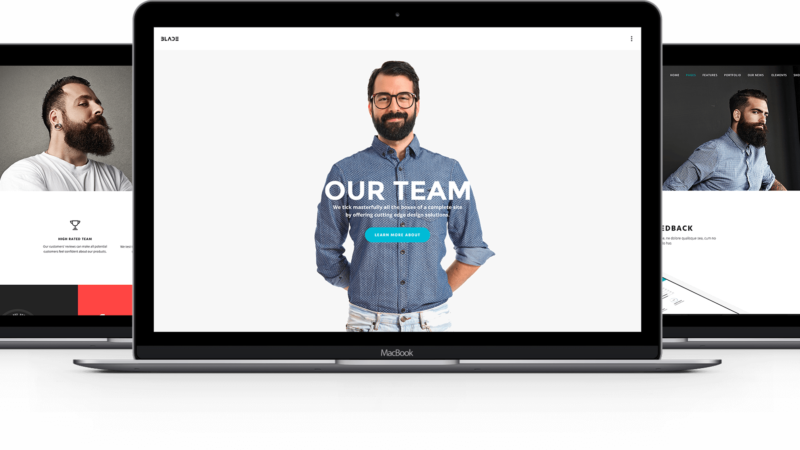 BLADE
OUR TEAM
We tick masterfully all the boxes of a complete site
by offering cutting edge design solutions.
LEARN MORE ABOUT
MacBook
HIGH RATED TEAM
Our customers reviews can make all potential
customers feel confident about our products.
HOME
FEATURES
PORTFOLIO
OUR NEWS
ELEMENTS
EDBACK